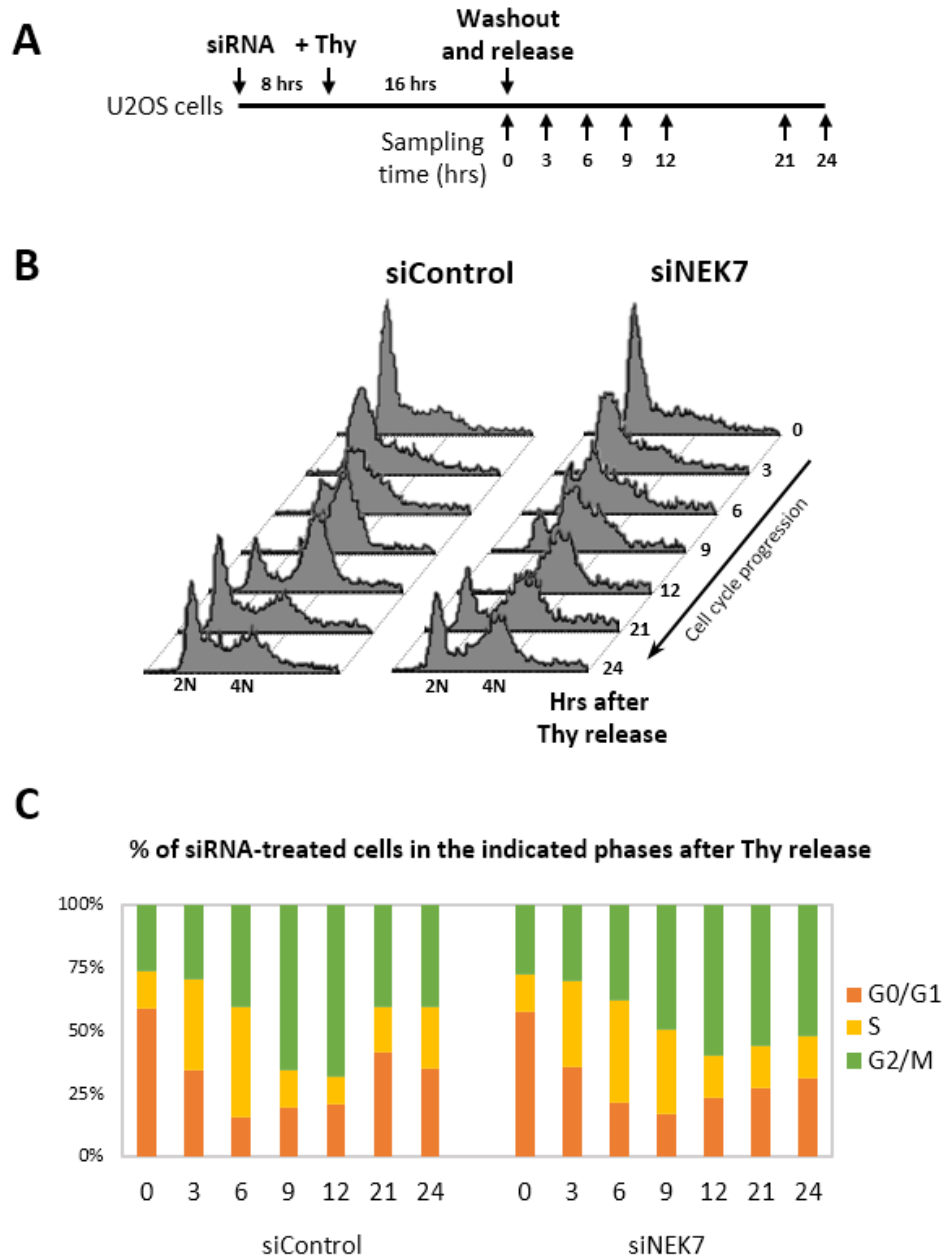 A
Washout
and release
siRNA + Thy
8 hrs 16 hrs
U2OS cells
Sampling
time (hrs)
0 3 6 9 12 21 24
B
siControl siNEK7
0
3
6
9
12
21
24
Cell cycle progression
2N 4N 2N 4N
Hrs after
Thy release
C
% of siRNA-treated cells in the indicated phases after Thy release
100%
75%
50%
25%
0%
G0/G1
S
G2/M
0 3 6 9 12 21 24 0 3 6 9 12 21 24
siControl siNEK7